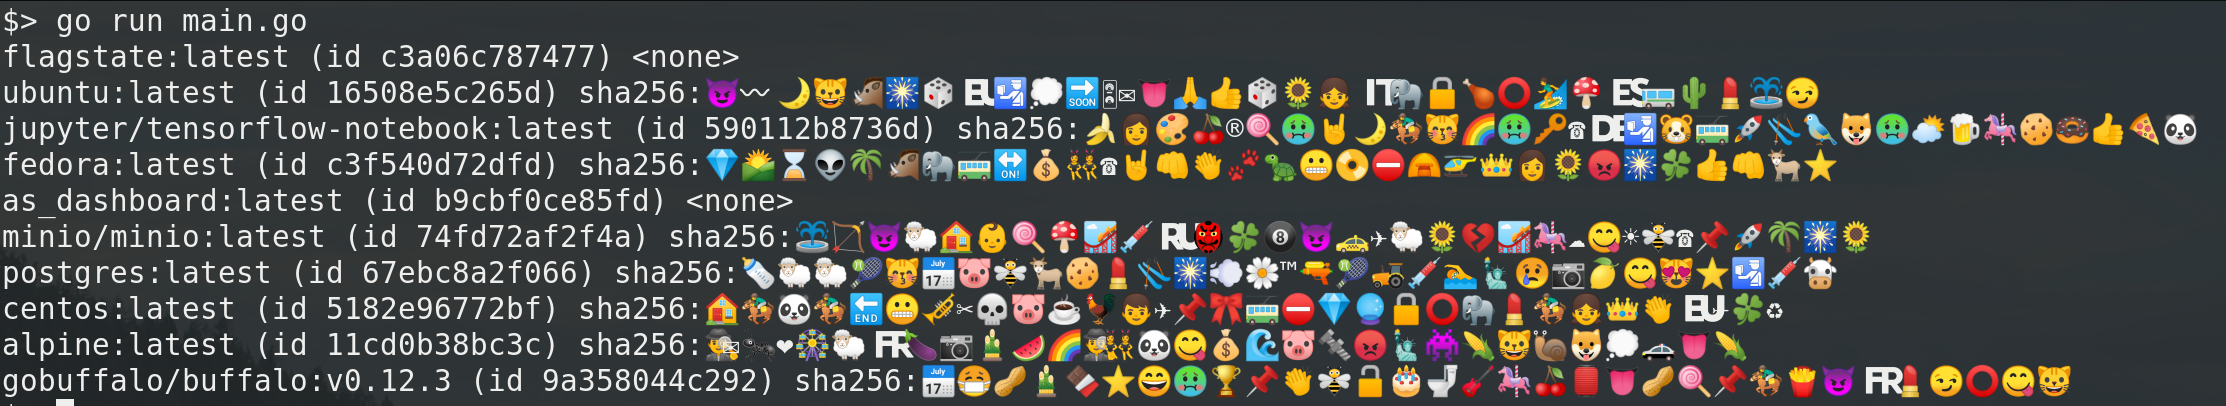 $> go run main.go
flagstate:latest (id c3a06c787477) <none>
ubuntu:latest (id 16508e5c265d) sha256:😈〰🌙😺🐗🎇🎲🇪🇺🛂💭🔜🎛✉👅🙏👍🎲🌻👧🇮🇹🐘🔒🍗⭕🏄🍄🇪🇸🚌🌵💄⛲😏
jupyter/tensorflow-notebook:latest (id 590112b8736d) sha256:🍌👩🎨🍒®🍭🤢🤘🌙🏇😽🌈🤢🔑☎🇩🇪🛂🐯🚎🚀🎿🐦😺🤢🌥🍺🎠🍪🍩👍🍕🐼
fedora:latest (id c3f540d72dfd) sha256:💎🌄⏳👽🌴🐗🐘🚎🔛💰👯☎🤘👊👏🐾🐢😬📀⛔🌉🚁👑👩🌻😡🎇🍀👍👊🐐⭐
as_dashboard:latest (id b9cbf0ce85fd) <none>
minio/minio:latest (id 74fd72af2f4a) sha256:⛲🏹😈🐑🏠👶🍭🍄🎢💉🇷🇺👹🍀🎱😈🚕✈🐑🌻💔🎢🎠☁😋☀🐝☎📌🚀🌴🎇🌻
postgres:latest (id 67ebc8a2f066) sha256:🍼🐑🐑🎾😽📅🐷🐝🐐🍪💄🎿🎇💨🌼™🔫🎾🚜💉🏊🗽😢📷🍋😋😻⭐🛂💉🐮
centos:latest (id 5182e96772bf) sha256:🏠🏇🐼🏇🔚😬🎺✂💀🐷☕🐓👦✈📌🎀🚎⛔💎🔮🔒⭕🐘💄🏇👧👑👏🇪🇺✈🍀♻
alpine:latest (id 11cd0b38bc3c) sha256:🕵✉🐜❤🎡🐑🇫🇷🍆📷🎍🍉🌈🕵👯🐼😋💰🌊🐷🛰😡🗽👾🌽😺🐌🐶💭🚓👅🌽
gobuffalo/buffalo:v0.12.3 (id 9a358044c292) sha256:📅😷🥜🎍🍫⭐😄🤢🏆📌👏🐝🔒🎂🚽🎸🎠🍒🏮👅🥜🍭📌🏇🍟😈🇫🇷💄😏⭕😋😺